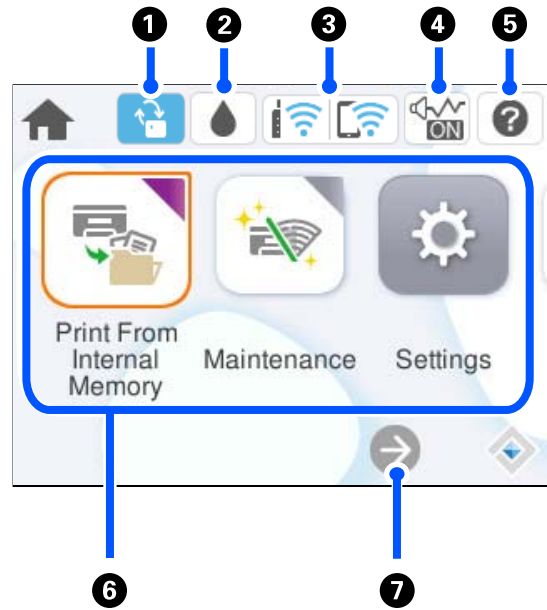 1 2 3 4 5
ON
?
Print From
Internal
Memory
Maintenance
Settings
6 7